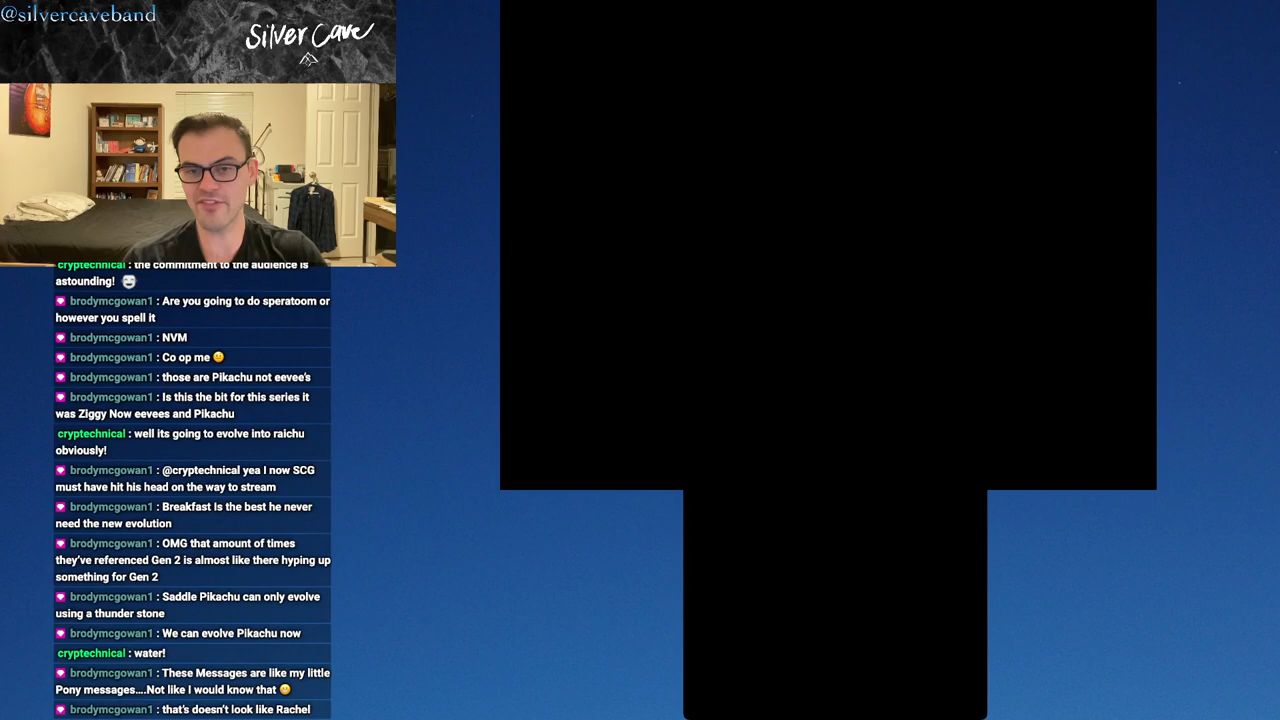 @silvercaveband
Silver Cave
cryptechnical : the commitment to the audience is
astounding!
brodymcgowan1 : Are you going to do speratoom or
however you spell it
brodymcgowan1 : NVM
brodymcgowan1 : Co op me
brodymcgowan1 : those are Pikachu not eevee's
brodymcgowan1 : Is this the bit for this series it
was Ziggy Now eevees and Pikachu
cryptechnical : well its going to evolve into raichu
obviously!
brodymcgowan1 : @cryptechnical yea I now SCG
must have hit his head on the way to stream
brodymcgowan1 : Breakfast Is the best he never
need the new evolution
brodymcgowan1 : OMG that amount of times
they've referenced Gen 2 is almost like there hyping up
something for Gen 2
brodymcgowan1 : Saddle Pikachu can only evolve
using a thunder stone
brodymcgowan1 : We can evolve Pikachu now
cryptechnical : water!
brodymcgowan1 : These Messages are like my little
Pony messages....Not like I would know that
brodymcgowan1 : that's doesn't look like Rachel